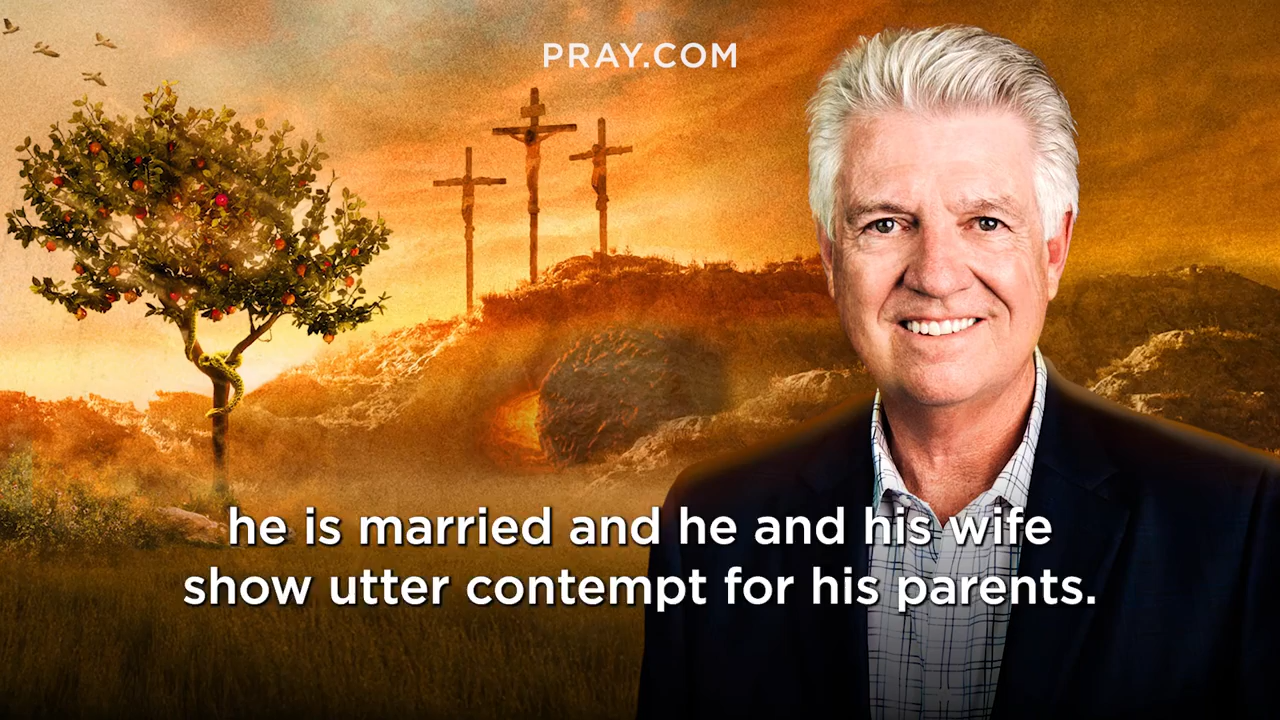 PRAY.COM
he is married and he and his wife
show utter contempt for his parents.